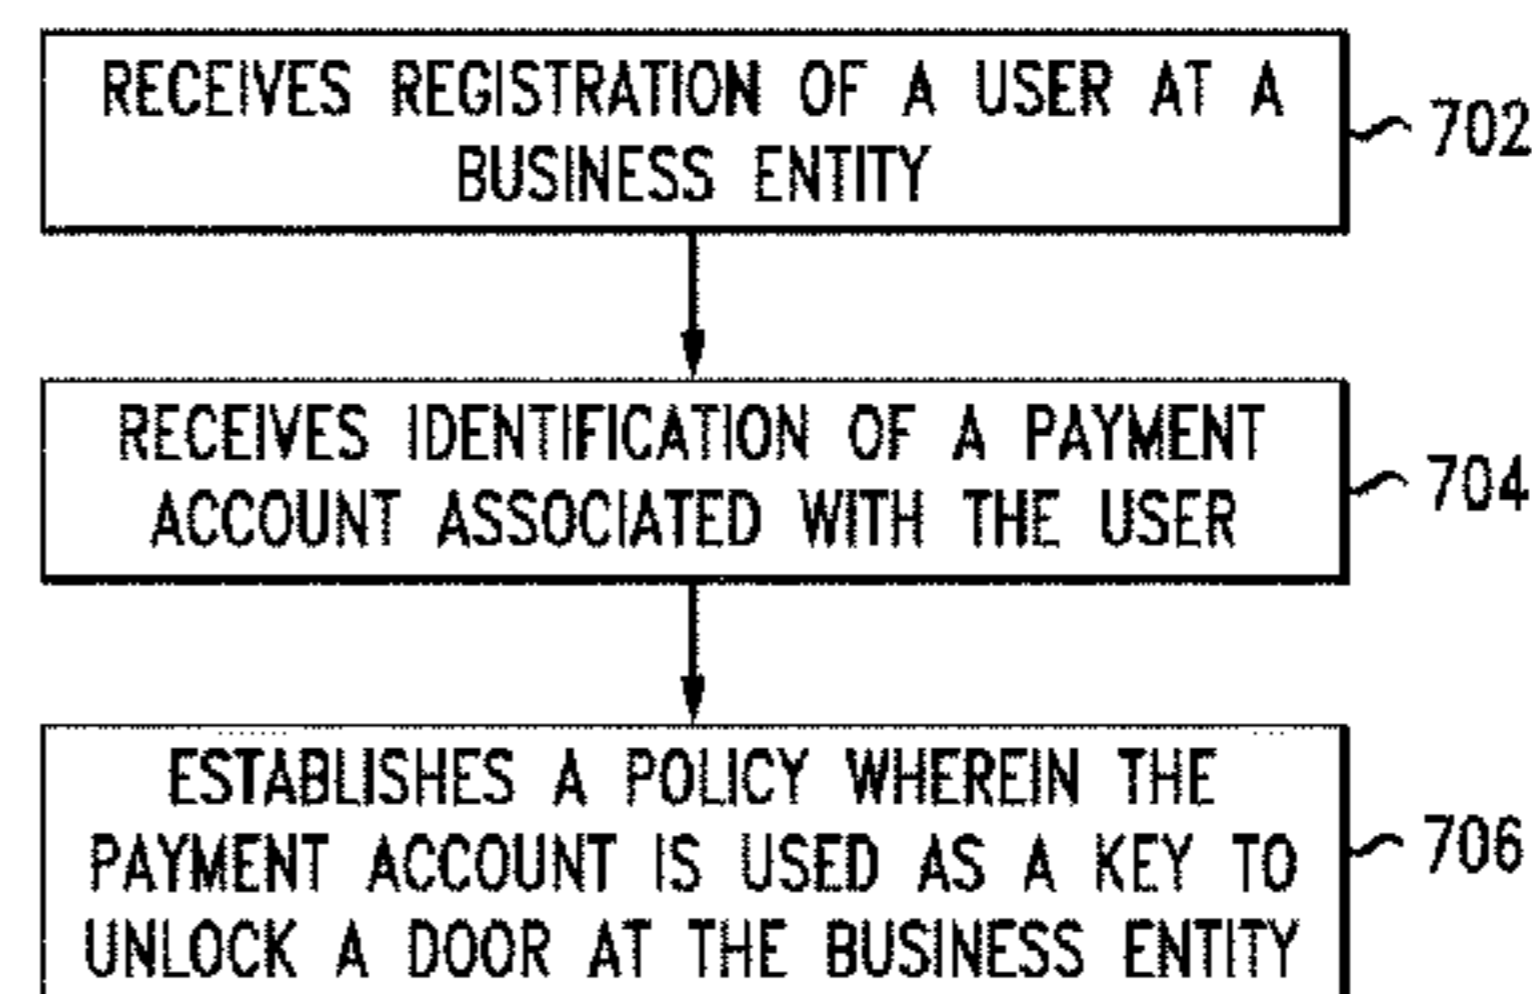 RECEIVES REGISTRATION OF A USER AT A
BUSINESS ENTITY
702
RECEIVES IDENTIFICATION OF A PAYMENT
ACCOUNT ASSOCIATED WITH THE USER
704
ESTABLISHES A POLICY WHEREIN THE
PAYMENT ACCOUNT IS USED AS A KEY TO
UNLOCK A DOOR AT THE BUSINESS ENTITY
706